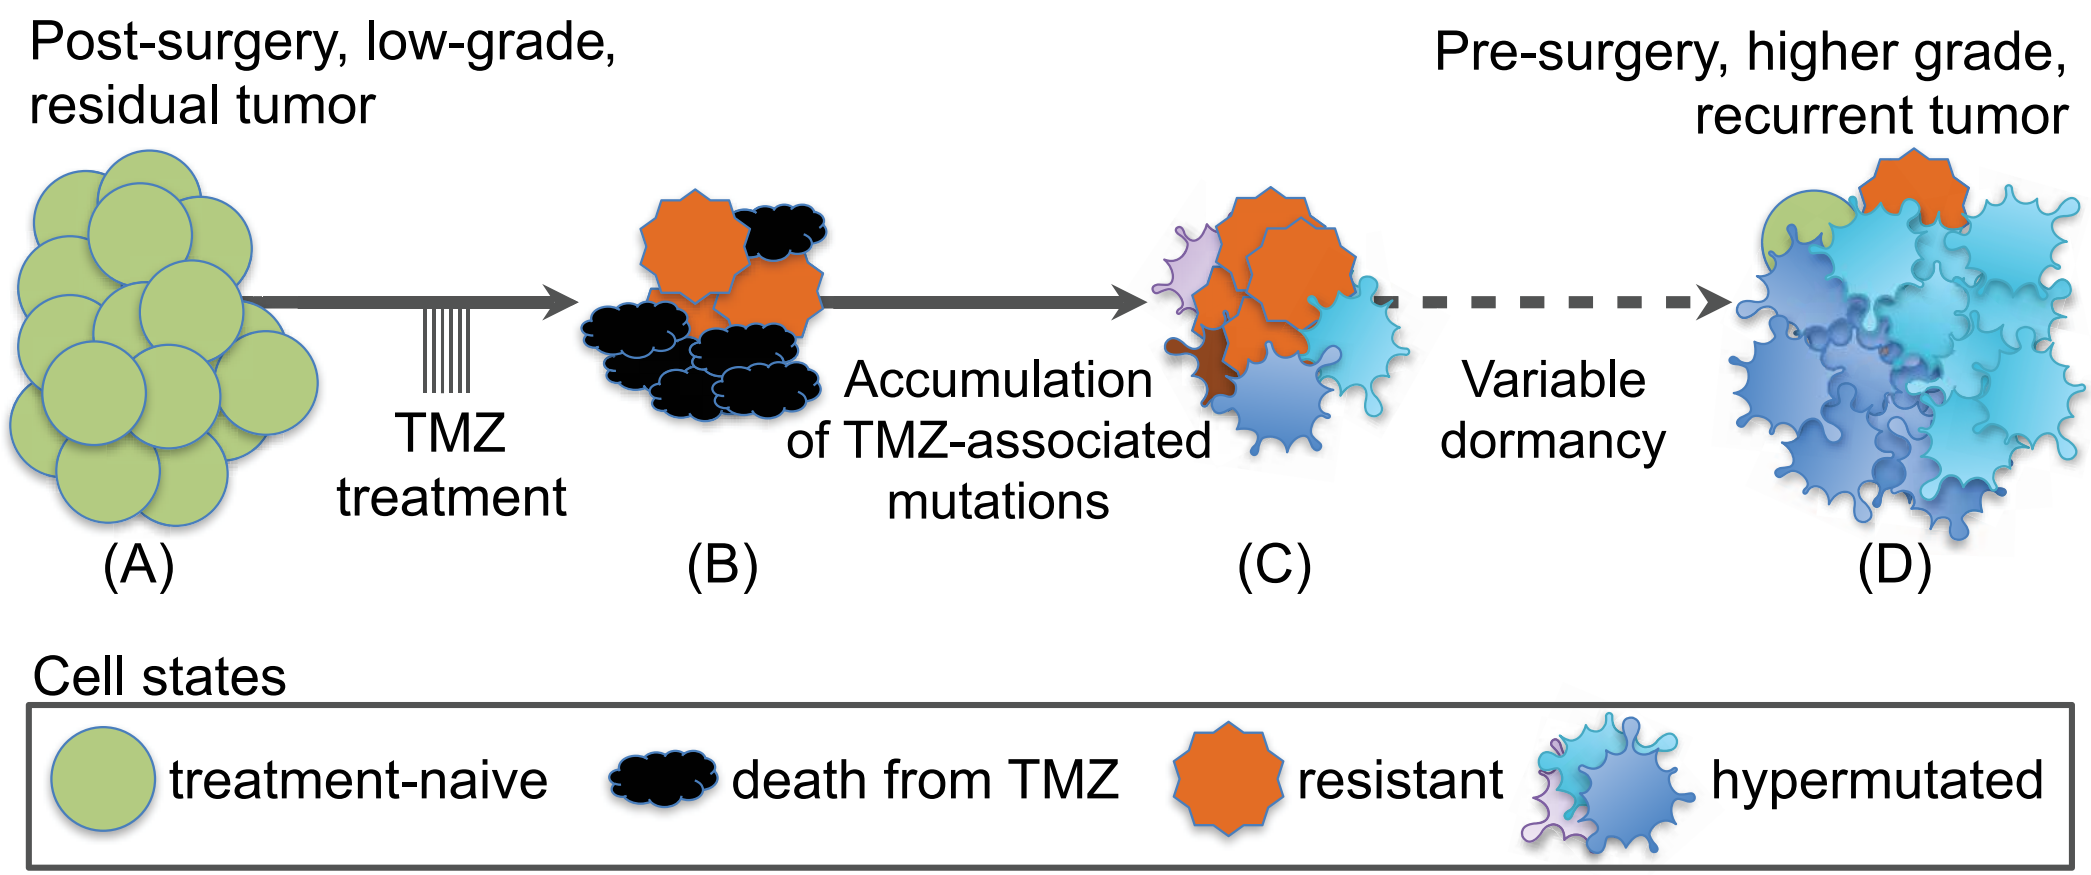 Post-surgery, low-grade,
residual tumor
Pre-surgery, higher grade,
recurrent tumor
TMZ
treatment
Accumulation
of TMZ-associated
mutations
Variable
dormancy
(A)
(B)
(C)
(D)
Cell states
treatment-naive
death from TMZ
resistant
hypermutated